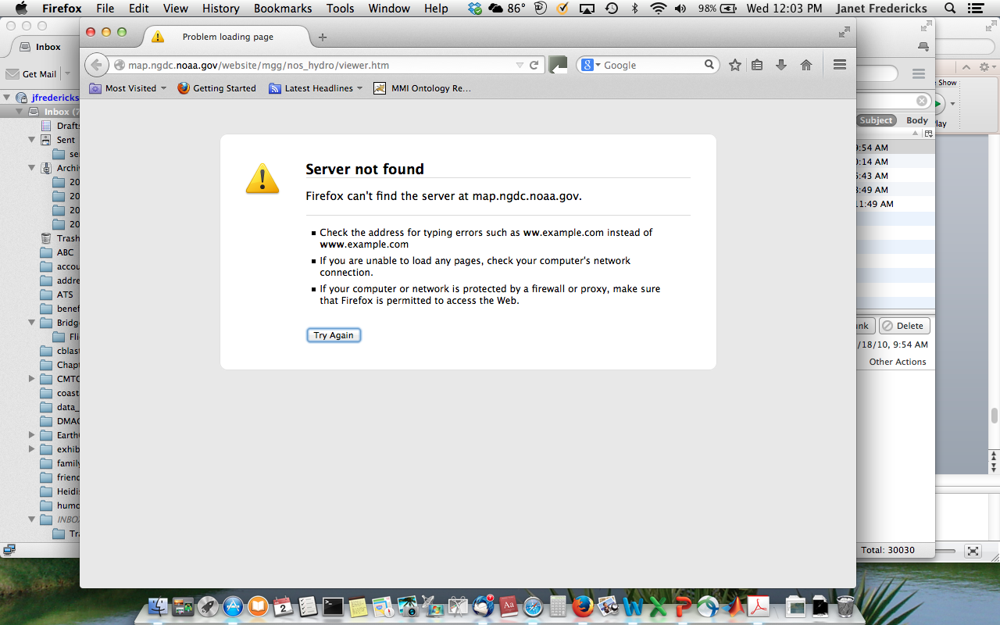 Firefox File Edit View History Bookmarks Tools Window Help 86° 98% Wed 12:03 PM Janet Fredericks
Problem loading page
map.ngdc.noaa.gov/website/mgg/nos_hydro/viewer.htm
Google
Most Visited Getting Started Latest Headlines MMI Ontology Re...
Inbox
Get Mail
jfredericks
Inbox (7
Drafts
Sent
se
Archi
20
20
20
20
Trash
ABC
accou
addre
ATS
benef
Bridg
Fli
cblast
Chapt
CMTC
coast
data_
DMAC
Earth
exhib
family
frien
Heidi
humo
INBO
Tra
Server not found
Firefox can't find the server at map.ngdc.noaa.gov.
Check the address for typing errors such as ww.example.com instead of
www.example.com
If you are unable to load any pages, check your computer's network
connection.
If your computer or network is protected by a firewall or proxy, make sure
that Firefox is permitted to access the Web.
Try Again
Show
lay
Subject Body
9:54 AM
0:14 AM
5:43 AM
8:49 AM
11:49 AM
nk Delete
/18/10, 9:54 AM
Other Actions
Total: 30030
2
Aa